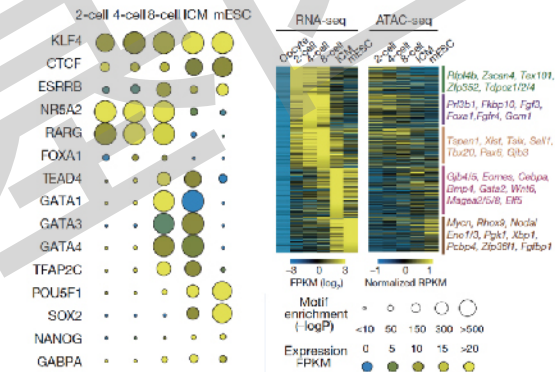 2-cell 4-cell 8-cell ICM mESC
KLF4
CTCF
ESRRB
NR5A2
RARG
FOXA1
TEAD4
GATA1
GATA3
GATA4
TFAP2C
POU5F1
SOX2
NANOG
GABPA
RNA-seq
ATAC-seq
Oocyte
2-cell
4-cell
8-cell
ICM
mESC
2-cell
4-cell
8-cell
ICM
mESC
Zscan4, Tex101,
Zfp352, Tdpoz1/2/4
Prl3b1, Fkbp10, Fgf3,
Foxa1, Fgfr4, Gcm1
Tspan1, Xist, Tsix,
Tbx20, Pax6, Gjb3
Gjb4/5, Eomes, Cebpa,
Bmp4, Gata2, Wnt6,
Magea2/5/8, Elf5
Mycn, Rhox9, Nodal
Eno1/3, Pgk1, Xbp1,
Pcbp4, Zfp36l1, Fgfbp1
-3 0 3
FPKM (log2)
-1 1
Normalized RPKM
Motif
enrichment
(-logP)
<10 50 150 300 >500
Expression
FPKM
0 5 10 15 >20